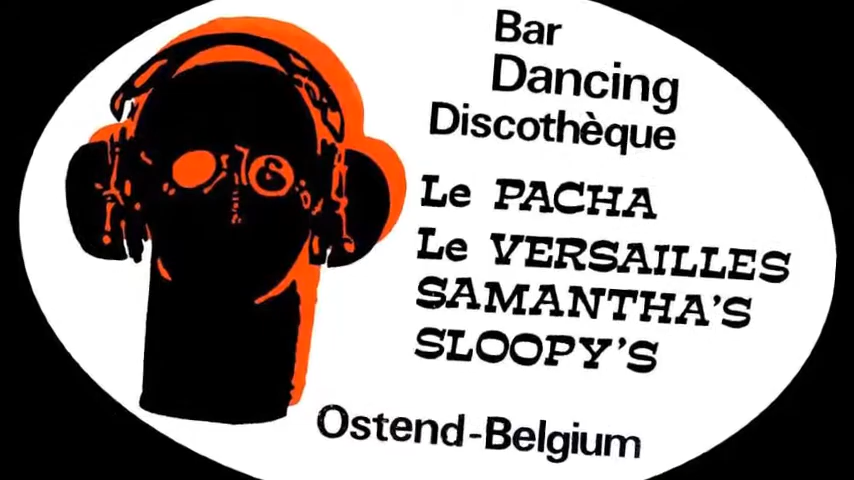 Bar
Dancing
Discothèque
Le PACHA
Le VERSAILLES
SAMANTHA'S
SLOOPY'S
Ostend-Belgium